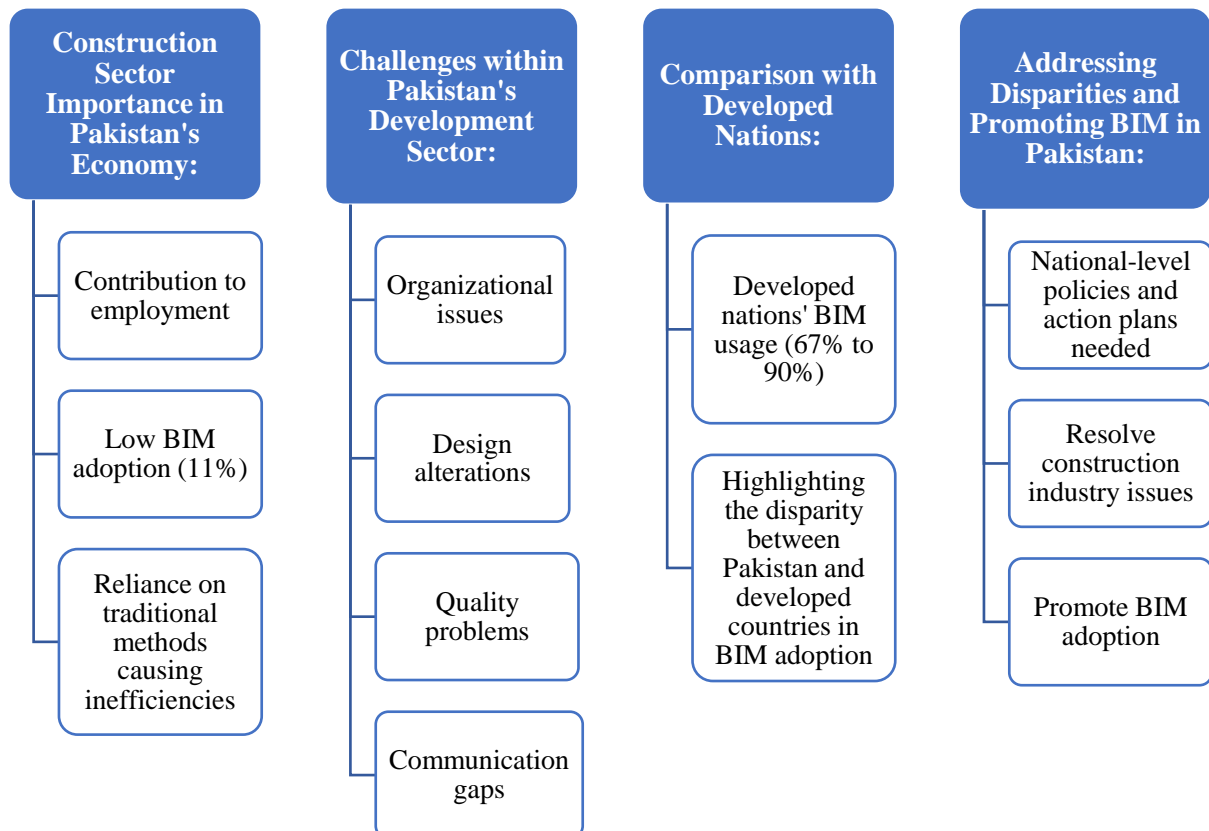 Construction
Sector
Importance in
Pakistan's
Economy:
Contribution to
employment
Low BIM
adoption (11%)
Reliance on
traditional
methods
causing
inefficiencies
Challenges within
Pakistan's
Development
Sector:
Organizational
issues
Design
alterations
Quality
problems
Communication
gaps
Comparison with
Developed
Nations:
Developed
nations' BIM
usage (67% to
90%)
Highlighting
the disparity
between
Pakistan and
developed
countries in
BIM adoption
Addressing
Disparities and
Promoting BIM in
Pakistan:
National-level
policies and
action plans
needed
Resolve
construction
industry issues
Promote BIM
adoption